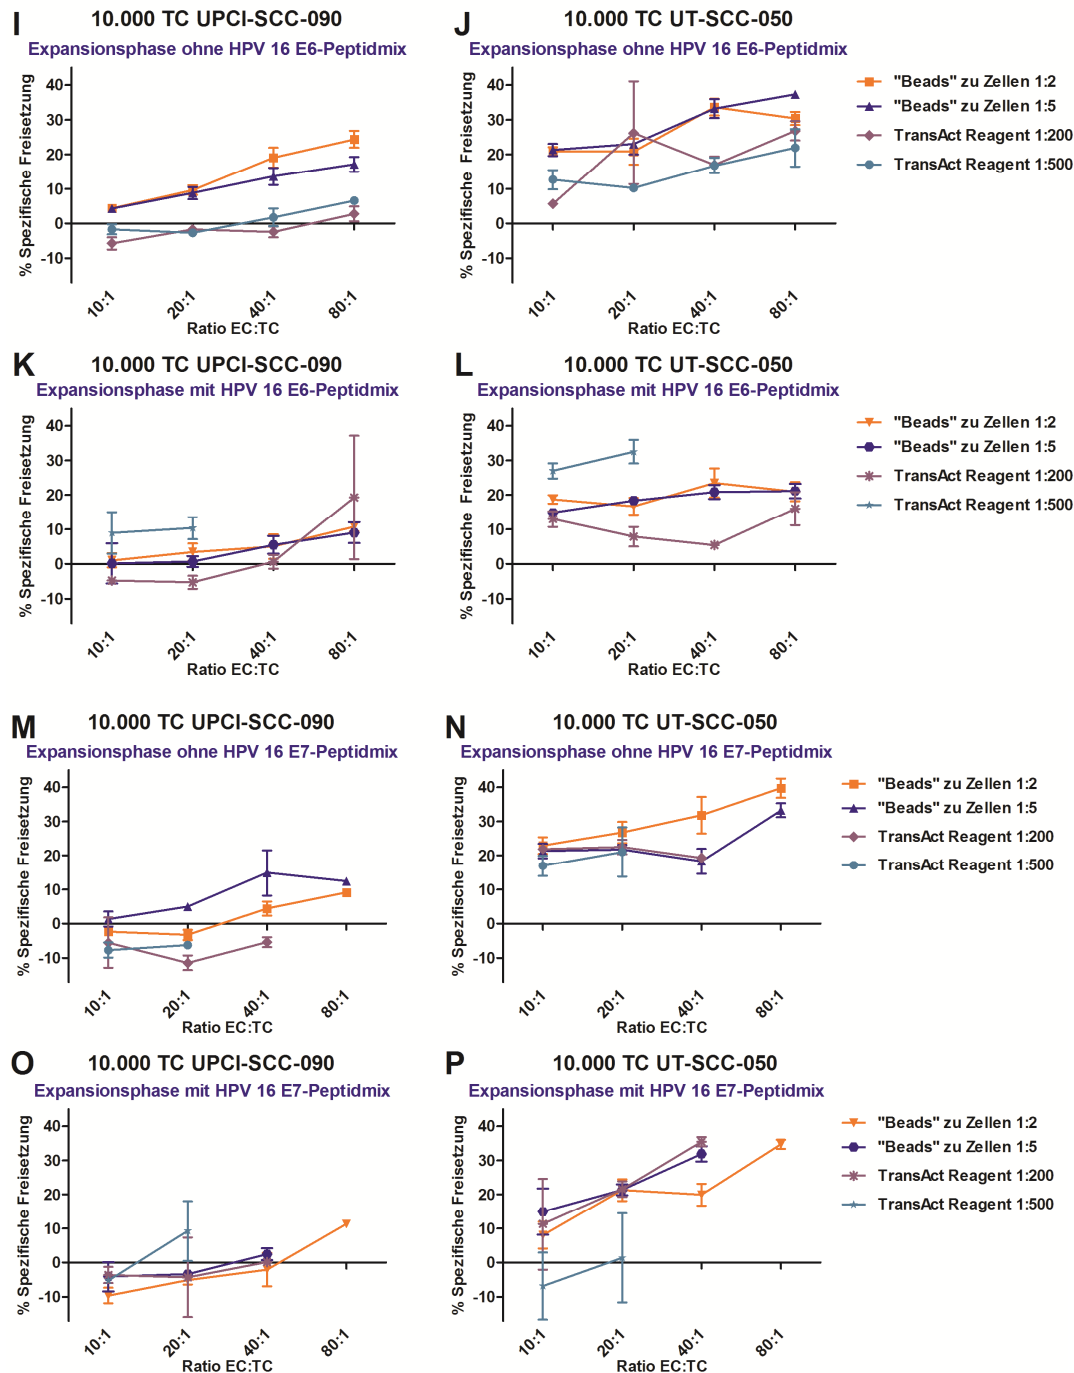 I
10.000 TC UPCI-SCC-090
Expansionsphase ohne HPV 16 E6-Peptidmix
% Spezifische Freisetzung
40
30
20
10
0
-10
10:1
20:1
40:1
80:1
Ratio EC:TC
J
10.000 TC UT-SCC-050
Expansionsphase ohne HPV 16 E6-Peptidmix
% Spezifische Freisetzung
40
30
20
10
0
-10
10:1
20:1
40:1
80:1
Ratio EC:TC
"Beads" zu Zellen 1:2
"Beads" zu Zellen 1:5
TransAct Reagent 1:200
TransAct Reagent 1:500
K
10.000 TC UPCI-SCC-090
Expansionsphase mit HPV 16 E6-Peptidmix
% Spezifische Freisetzung
40
30
20
10
0
-10
10:1
20:1
40:1
80:1
Ratio EC:TC
L
10.000 TC UT-SCC-050
Expansionsphase mit HPV 16 E6-Peptidmix
% Spezifische Freisetzung
40
30
20
10
0
-10
10:1
20:1
40:1
80:1
Ratio EC:TC
"Beads" zu Zellen 1:2
"Beads" zu Zellen 1:5
TransAct Reagent 1:200
TransAct Reagent 1:500
M
10.000 TC UPCI-SCC-090
Expansionsphase ohne HPV 16 E7-Peptidmix
% Spezifische Freisetzung
40
30
20
10
0
-10
10:1
20:1
40:1
80:1
Ratio EC:TC
N
10.000 TC UT-SCC-050
Expansionsphase ohne HPV 16 E7-Peptidmix
% Spezifische Freisetzung
40
30
20
10
0
-10
10:1
20:1
40:1
80:1
Ratio EC:TC
"Beads" zu Zellen 1:2
"Beads" zu Zellen 1:5
TransAct Reagent 1:200
TransAct Reagent 1:500
O
10.000 TC UPCI-SCC-090
Expansionsphase mit HPV 16 E7-Peptidmix
% Spezifische Freisetzung
40
30
20
10
0
-10
10:1
20:1
40:1
80:1
Ratio EC:TC
P
10.000 TC UT-SCC-050
Expansionsphase mit HPV 16 E7-Peptidmix
% Spezifische Freisetzung
40
30
20
10
0
-10
10:1
20:1
40:1
80:1
Ratio EC:TC
"Beads" zu Zellen 1:2
"Beads" zu Zellen 1:5
TransAct Reagent 1:200
TransAct Reagent 1:500